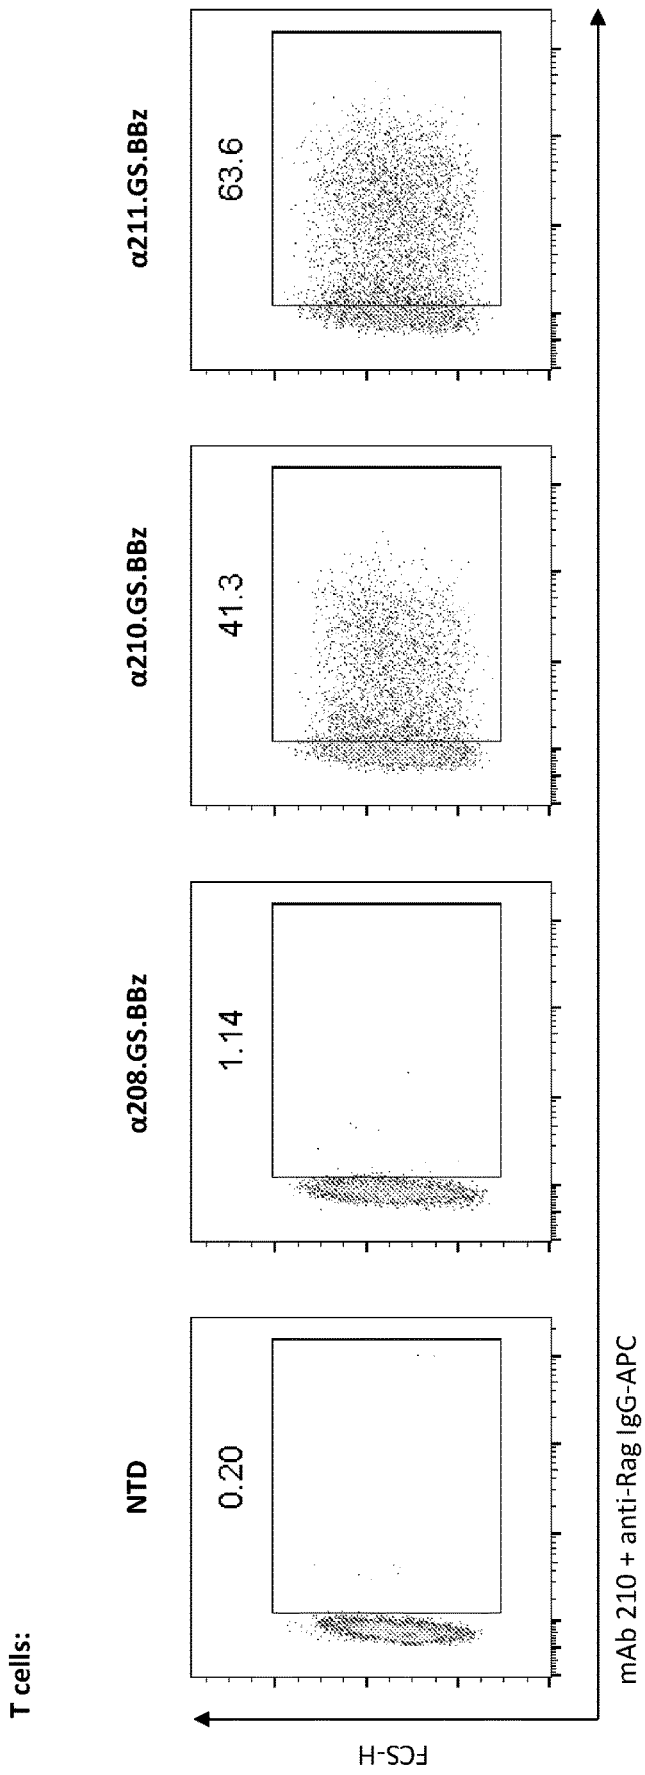 T cells:
NTD
α208.GS.BBz
α210.GS.BBz
α211.GS.BBz
0.20
1.14
41.3
63.6
FCS-H
mAb 210 + anti-Rag IgG-APC